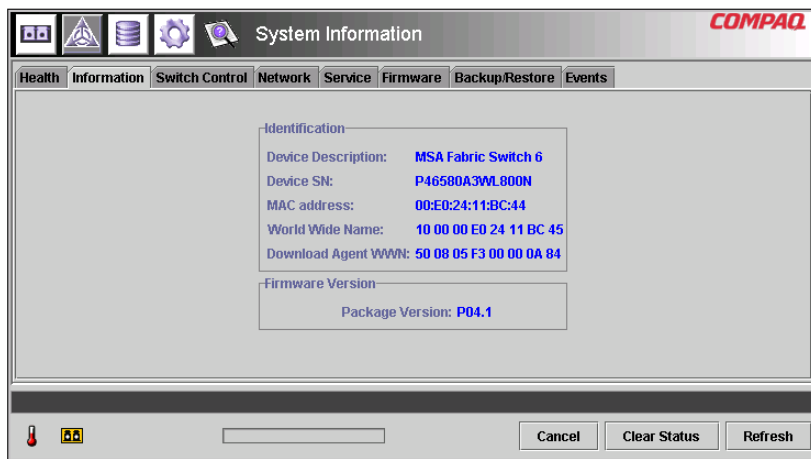 System Information
COMPAQ
Health Information Switch Control Network Service Firmware Backup/Restore Events
Identification
Device Description: MSA Fabric Switch 6
Device SN: P46580A3WL800N
MAC address: 00:E0:24:11:BC:44
World Wide Name: 10 00 00 E0 24 11 BC 45
Download Agent WWN: 50 08 05 F3 00 00 0A 84
Firmware Version
Package Version: P04.1
Cancel Clear Status Refresh